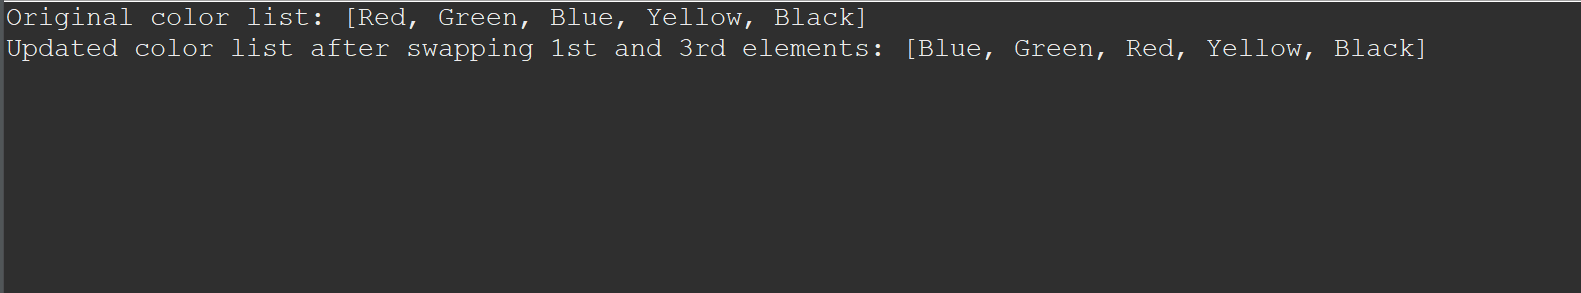 Original color list: [Red, Green, Blue, Yellow, Black]
Updated color list after swapping 1st and 3rd elements: [Blue, Green, Red, Yellow, Black]